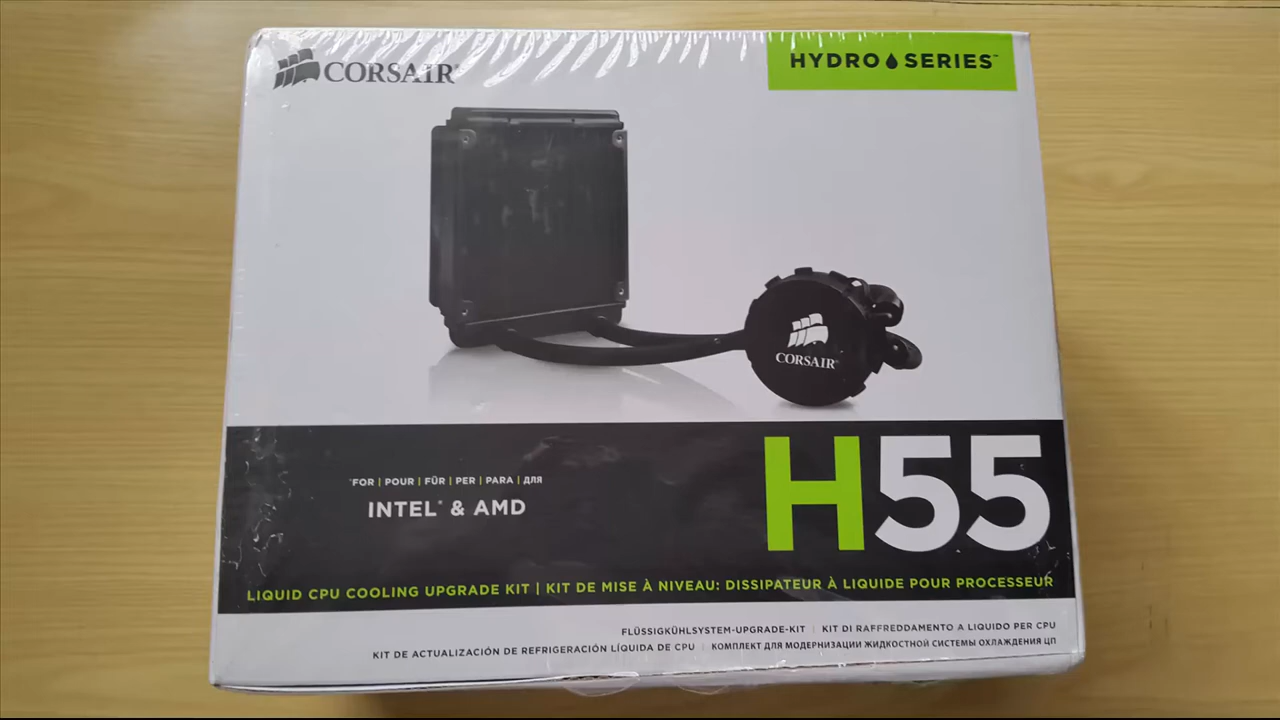 CORSAIR
HYDRO SERIES™
CORSAIR
*FOR | POUR | FÜR | PER | PARA | ДЛЯ
INTEL® & AMD
H55
LIQUID CPU COOLING UPGRADE KIT | KIT DE MISE À NIVEAU: DISSIPATEUR À LIQUIDE POUR PROCESSEUR
FLÜSSIGKÜHLSYSTEM-UPGRADE-KIT | KIT DI RAFFREDDAMENTO A LIQUIDO PER CPU
KIT DE ACTUALIZACIÓN DE REFRIGERACIÓN LÍQUIDA DE CPU | КОМПЛЕКТ ДЛЯ МОДЕРНИЗАЦИИ ЖИДКОСТНОЙ СИСТЕМЫ ОХЛАЖДЕНИЯ ЦП